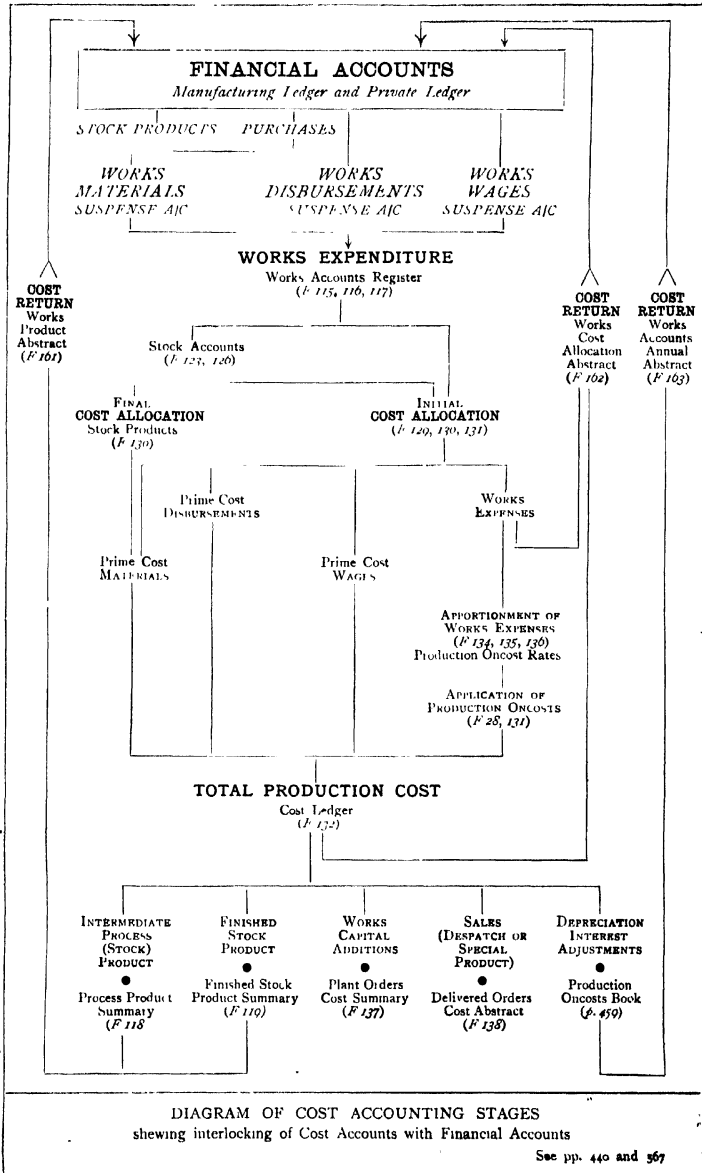 FINANCIAL ACCOUNTS
Manufacturing Ledger and Private Ledger
STOCK PRODUCTS PURCHASES
WORKS
MATERIALS
SUSPENSE A/C
WORKS
DISBURSEMENTS
SUSPENSE A/C
WORKS
WAGES
SUSPENSE A/C
WORKS EXPENDITURE
Works Accounts Register
(F 115, 116, 117)
COST
RETURN
Works
Product
Abstract
(F 161)
COST
RETURN
Works
Cost
Allocation
Abstract
(F 162)
COST
RETURN
Works
Accounts
Annual
Abstract
(F 163)
Stock Accounts
(F 123, 126)
FINAL
COST ALLOCATION
Stock Products
(F 130)
INITIAL
COST ALLOCATION
(F 129, 130, 131)
Prime Cost
DISBURSEMENTS
WORKS
EXPENSES
Prime Cost
MATERIALS
Prime Cost
WAGES
APPORTIONMENT OF
WORKS EXPENSES
(F 134, 135, 136)
Production Oncost Rates
APPLICATION OF
PRODUCTION ONCOSTS
(F 28, 131)
TOTAL PRODUCTION COST
Cost Ledger
(F 132)
INTERMEDIATE
PROCESS
(STOCK)
PRODUCT
Process Product
Summary
(F 118
FINISHED
STOCK
PRODUCT
Finished Stock
Product Summary
(F 119)
WORKS
CAPITAL
ADDITIONS
Plant Orders
Cost Summary
(F 137)
SALES
(DESPATCH OR
SPECIAL
PRODUCT)
Delivered Orders
Cost Abstract
(F 138)
DEPRECIATION
INTEREST
ADJUSTMENTS
Production
Oncosts Book
(p. 459)
DIAGRAM OF COST ACCOUNTING STAGES
shewing interlocking of Cost Accounts with Financial Accounts
See pp. 440 and 567